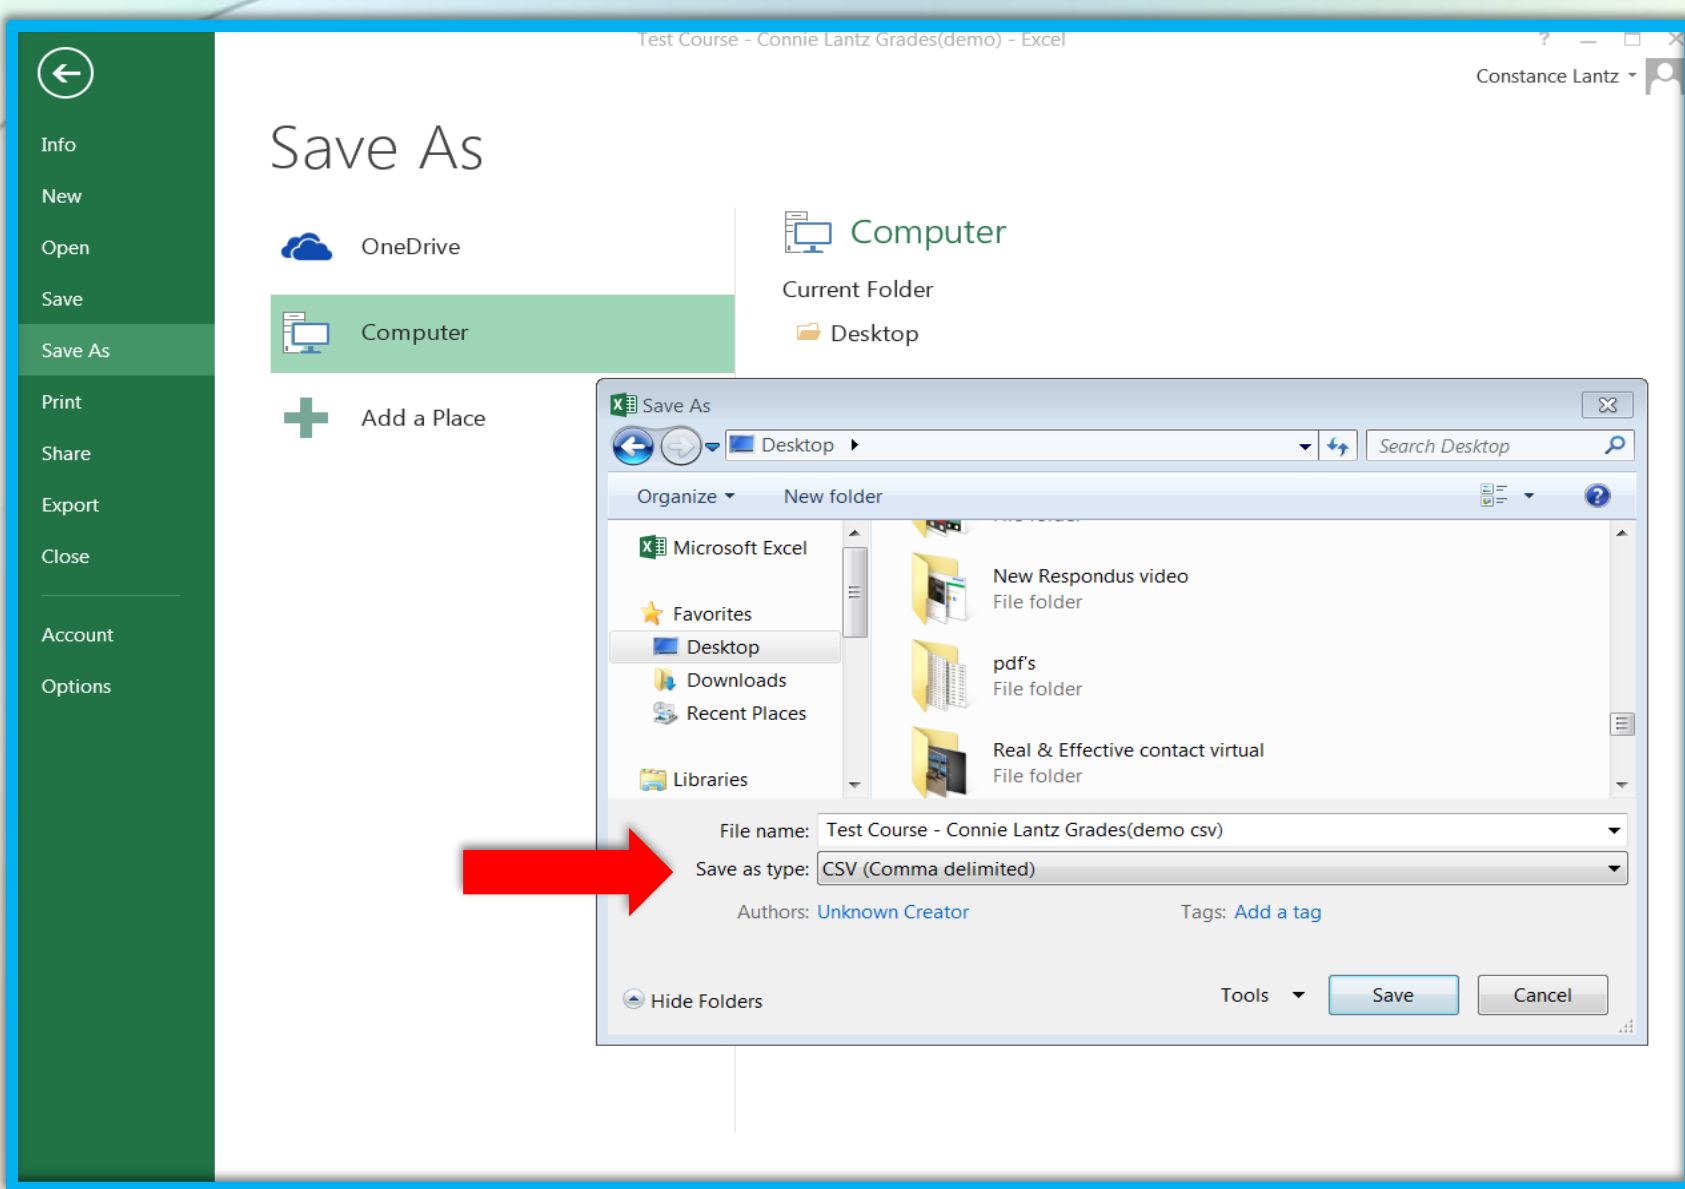 Test Course - Connie Lantz Grades(demo) - Excel
?
Constance Lantz
Info
New
Open
Save
Save As
Print
Share
Export
Close
Account
Options
Save As
OneDrive
Computer
Add a Place
Computer
Current Folder
Desktop
Save As
Desktop
Search Desktop
Organize
New folder
Microsoft Excel
Favorites
Desktop
Downloads
Recent Places
Libraries
New Respondus video
File folder
pdf's
File folder
Real & Effective contact virtual
File folder
File name: Test Course - Connie Lantz Grades(demo csv)
Save as type: CSV (Comma delimited)
Authors: Unknown Creator
Tags: Add a tag
Hide Folders
Tools
Save
Cancel